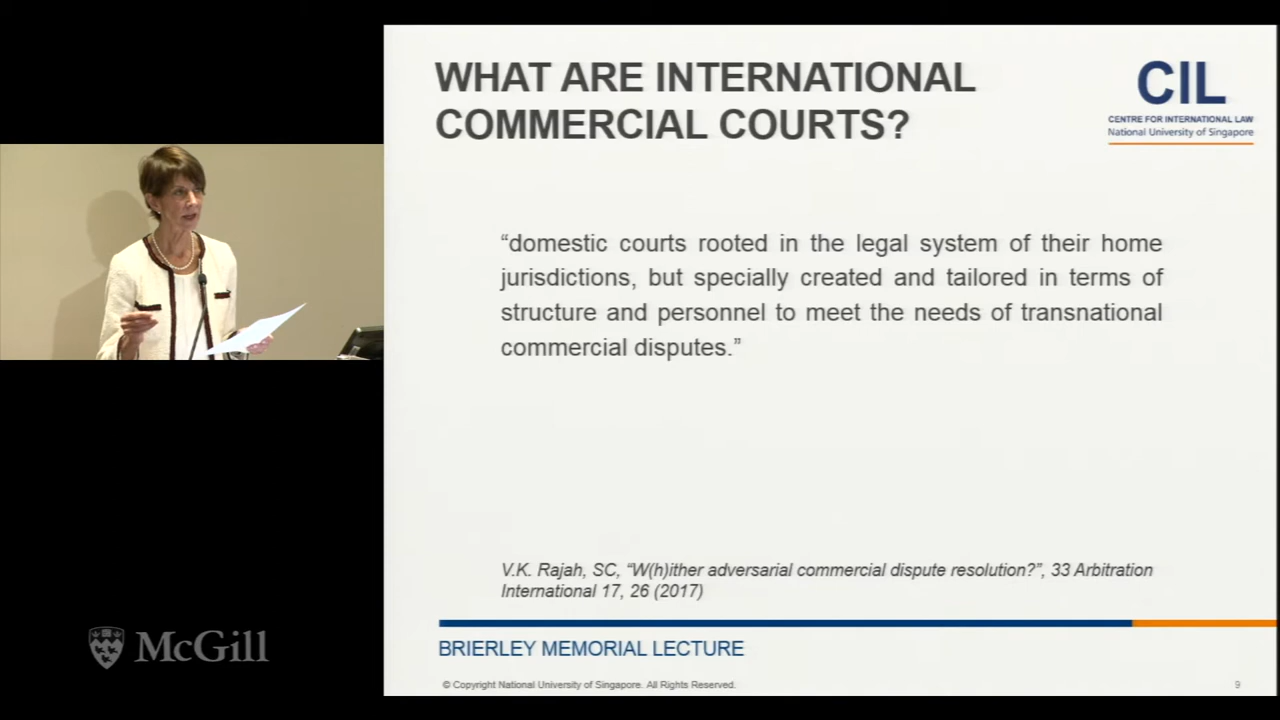 WHAT ARE INTERNATIONAL
COMMERCIAL COURTS?
CIL
CENTRE FOR INTERNATIONAL LAW
National University of Singapore
“domestic courts rooted in the legal system of their home
jurisdictions, but specially created and tailored in terms of
structure and personnel to meet the needs of transnational
commercial disputes.”
V.K. Rajah, SC, “W(h)ither adversarial commercial dispute resolution?”, 33 Arbitration
International 17, 26 (2017)
BRIERLEY MEMORIAL LECTURE
© Copyright National University of Singapore. All Rights Reserved.
9
McGill